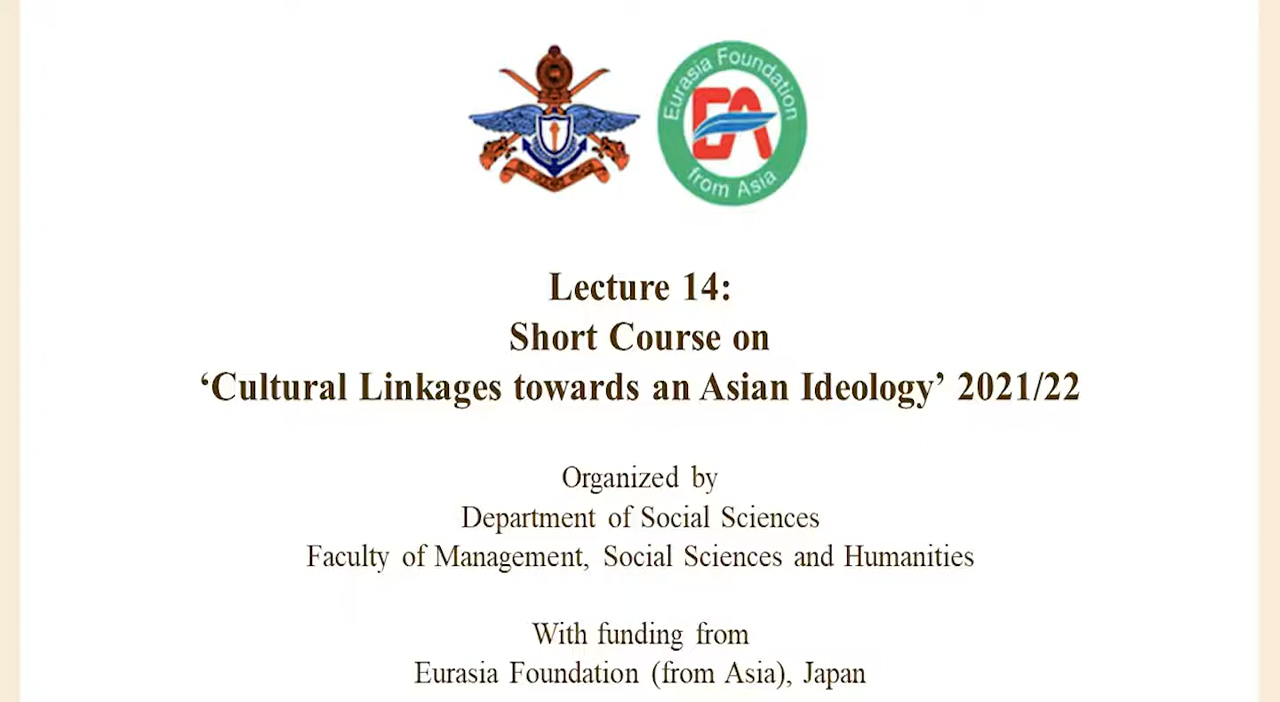 Eurasia Foundation
EA
from Asia
Lecture 14:
Short Course on
‘Cultural Linkages towards an Asian Ideology’ 2021/22
Organized by
Department of Social Sciences
Faculty of Management, Social Sciences and Humanities
With funding from
Eurasia Foundation (from Asia), Japan